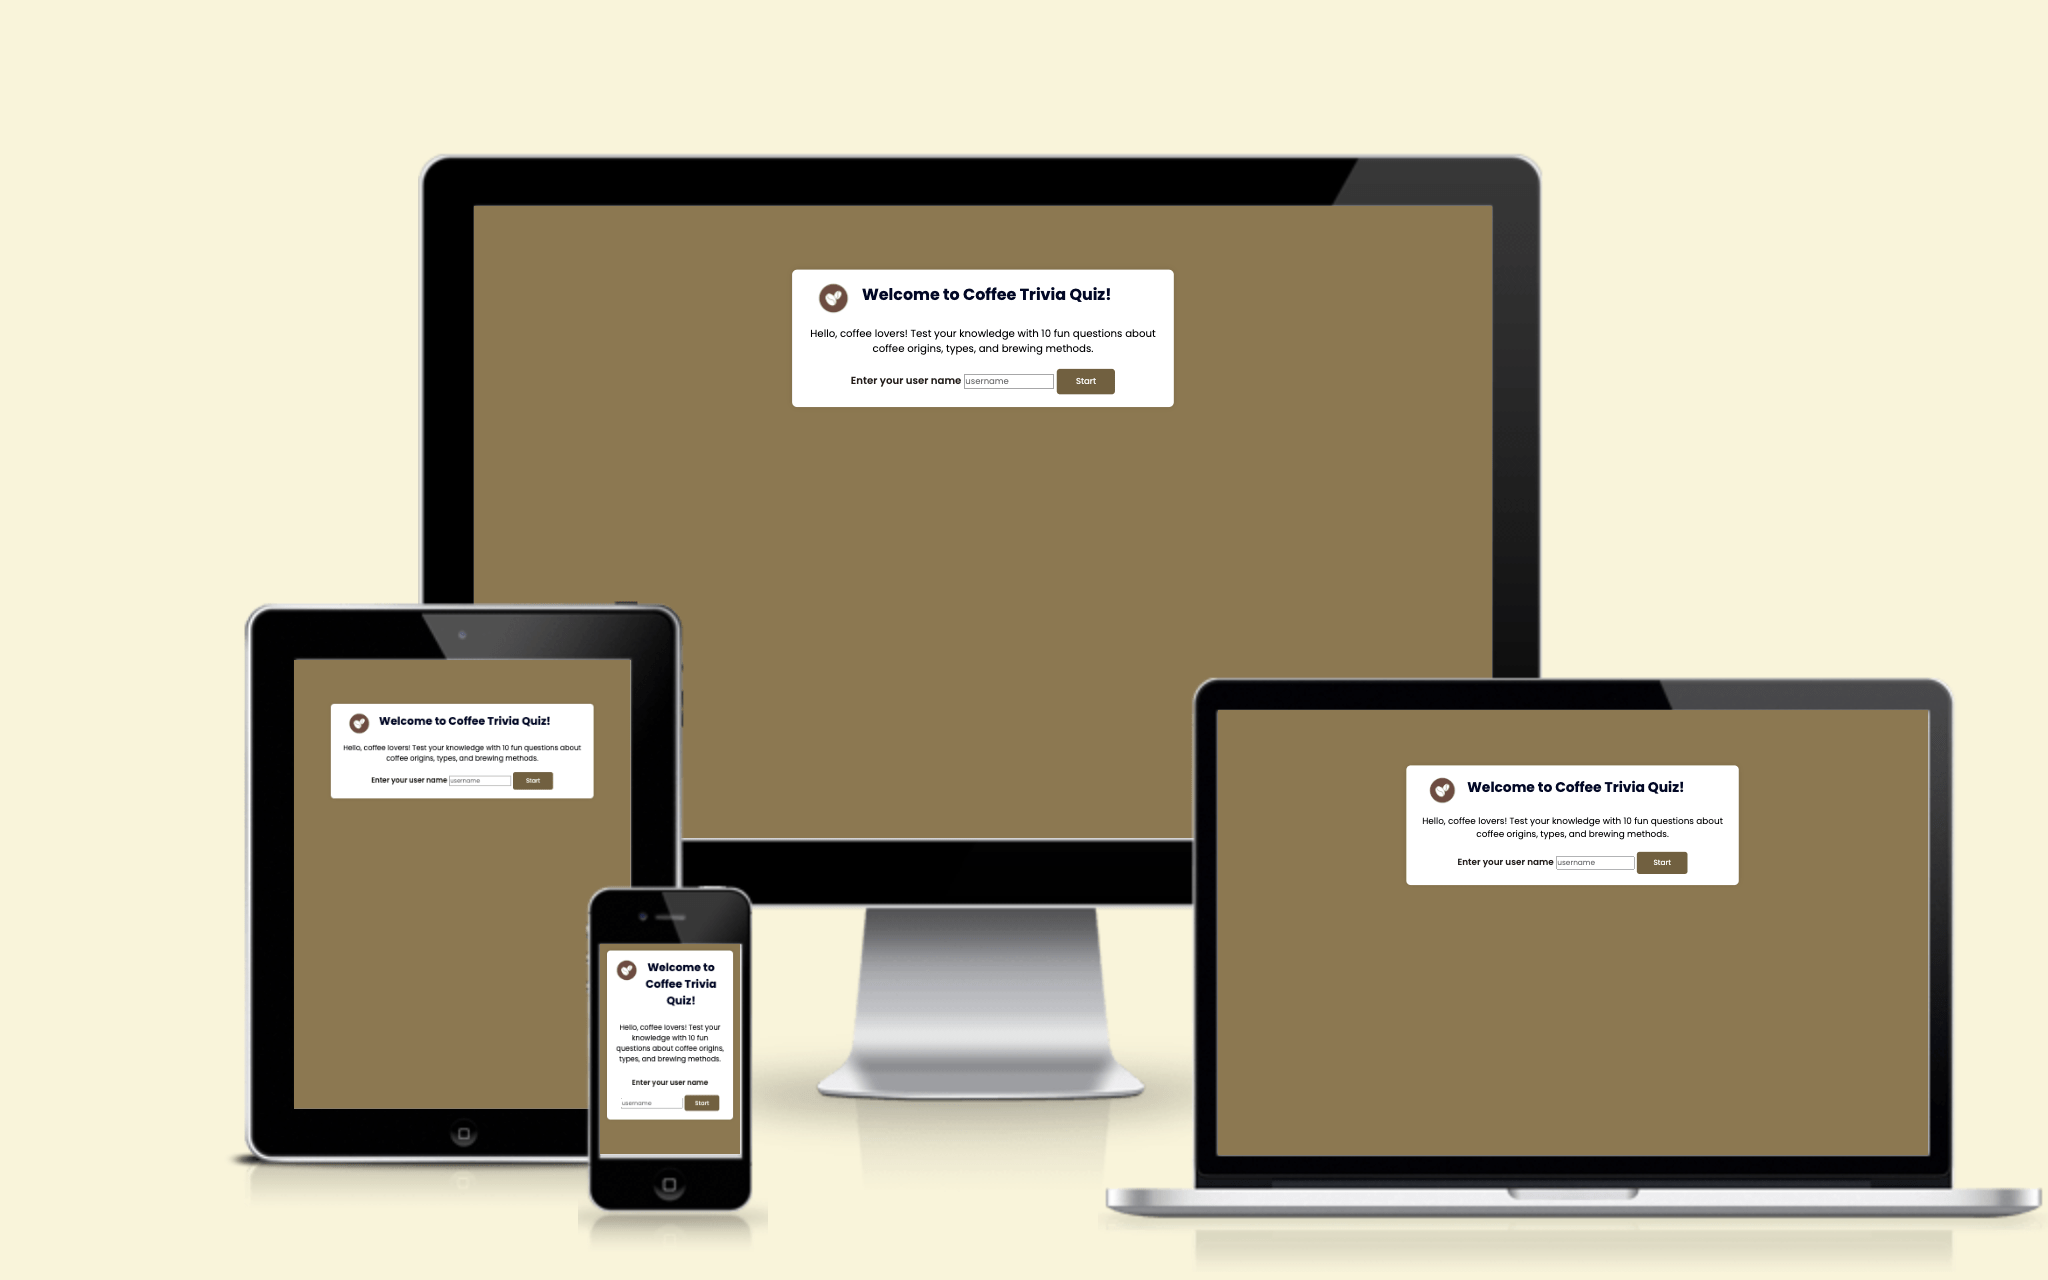 Welcome to Coffee Trivia Quiz!
Hello, coffee lovers! Test your knowledge with 10 fun questions about
coffee origins, types, and brewing methods.
Enter your user name username Start
Welcome to Coffee Trivia Quiz!
Hello, coffee lovers! Test your knowledge with 10 fun questions about
coffee origins, types, and brewing methods.
Enter your user name username Start
Welcome to
Coffee Trivia
Quiz!
Hello, coffee lovers! Test your
knowledge with 10 fun
questions about coffee origins,
types, and brewing methods.
Enter your user name
username Start
Welcome to Coffee Trivia Quiz!
Hello, coffee lovers! Test your knowledge with 10 fun questions about
coffee origins, types, and brewing methods.
Enter your user name username Start